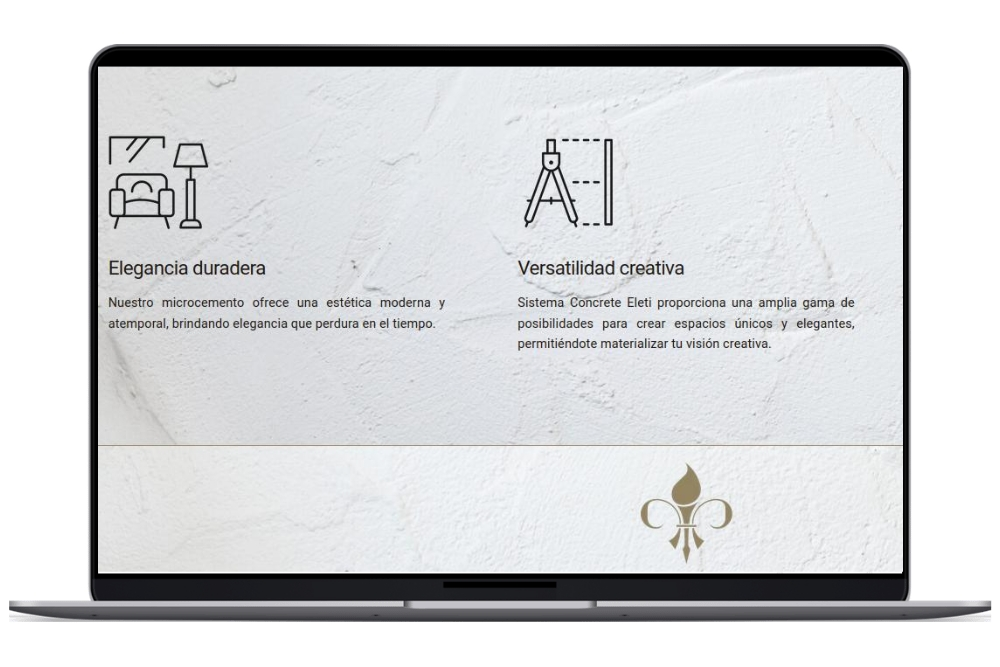 Elegancia duradera
Nuestro microcemento ofrece una estética moderna y
atemporal, brindando elegancia que perdura en el tiempo.
Versatilidad creativa
Sistema Concrete Eleti proporciona una amplia gama de
posibilidades para crear espacios únicos y elegantes,
permitiéndote materializar tu visión creativa.